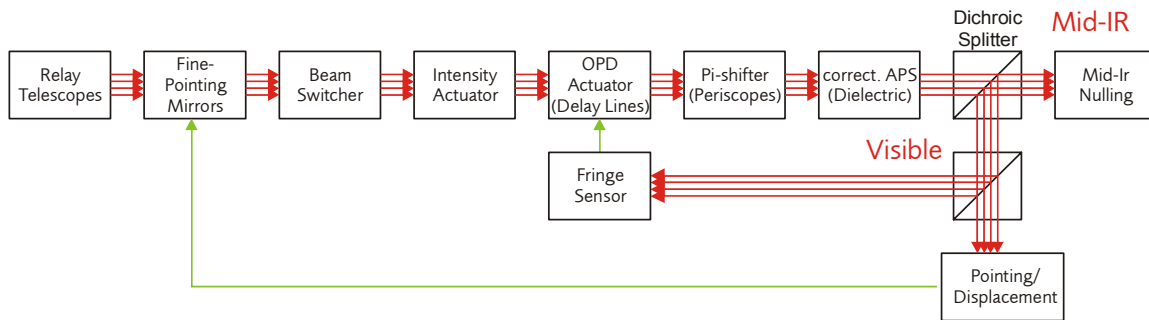 Relay
Telescopes
Fine-
Pointing
Mirrors
Beam
Switcher
Intensity
Actuator
OPD
Actuator
(Delay Lines)
Pi-shifter
(Periscopes)
correct. APS
(Dielectric)
Dichroic
Splitter
Mid-IR
Mid-Ir
Nulling
Visible
Fringe
Sensor
Pointing/
Displacement